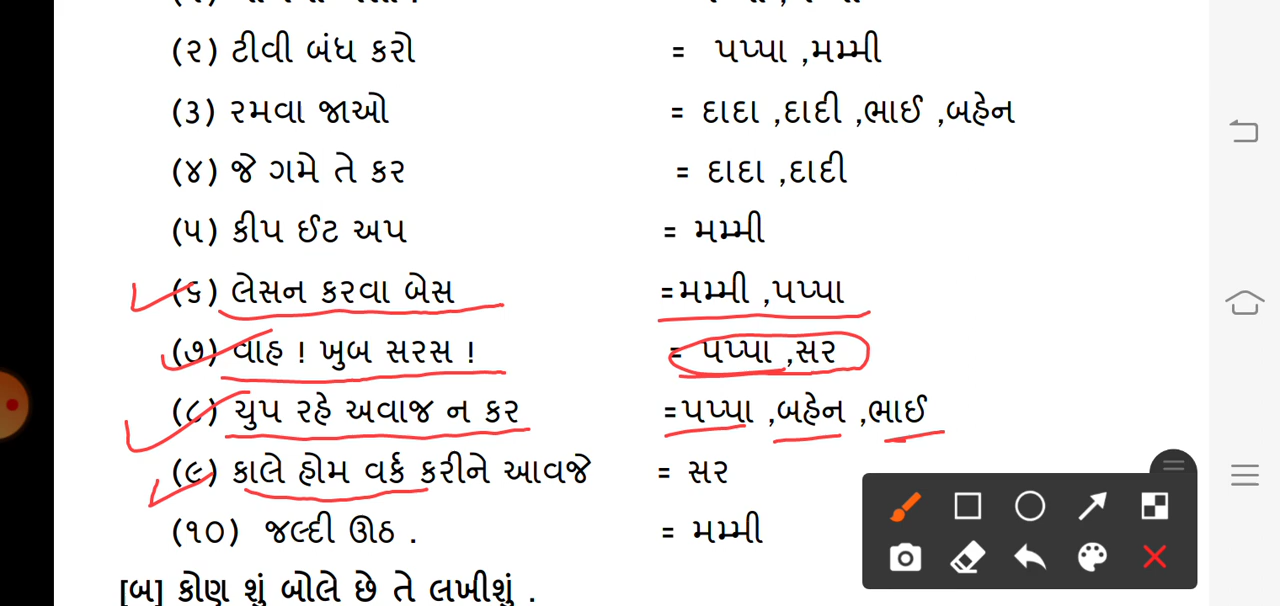 (૨) ટીવી બંધ કરો = પપ્પા ,મમ્મી
(૩) રમવા જાઓ = દાદા ,દાદી ,ભાઈ ,બહેન
(૪) જે ગમે તે કર = દાદા ,દાદી
(૫) કીપ ઈટ અપ = મમ્મી
(૬) લેસન કરવા બેસ =મમ્મી ,પપ્પા
(૭) વાહ ! ખુબ સરસ ! = પપ્પા ,સર
(૮) ચુપ રહે અવાજ ન કર =પપ્પા ,બહેન ,ભાઈ
(૯) કાલે હોમ વર્ક કરીને આવજે = સર
(૧૦) જલ્દી ઊઠ . = મમ્મી
[બ] કોણ શું બોલે છે તે લખીશું .